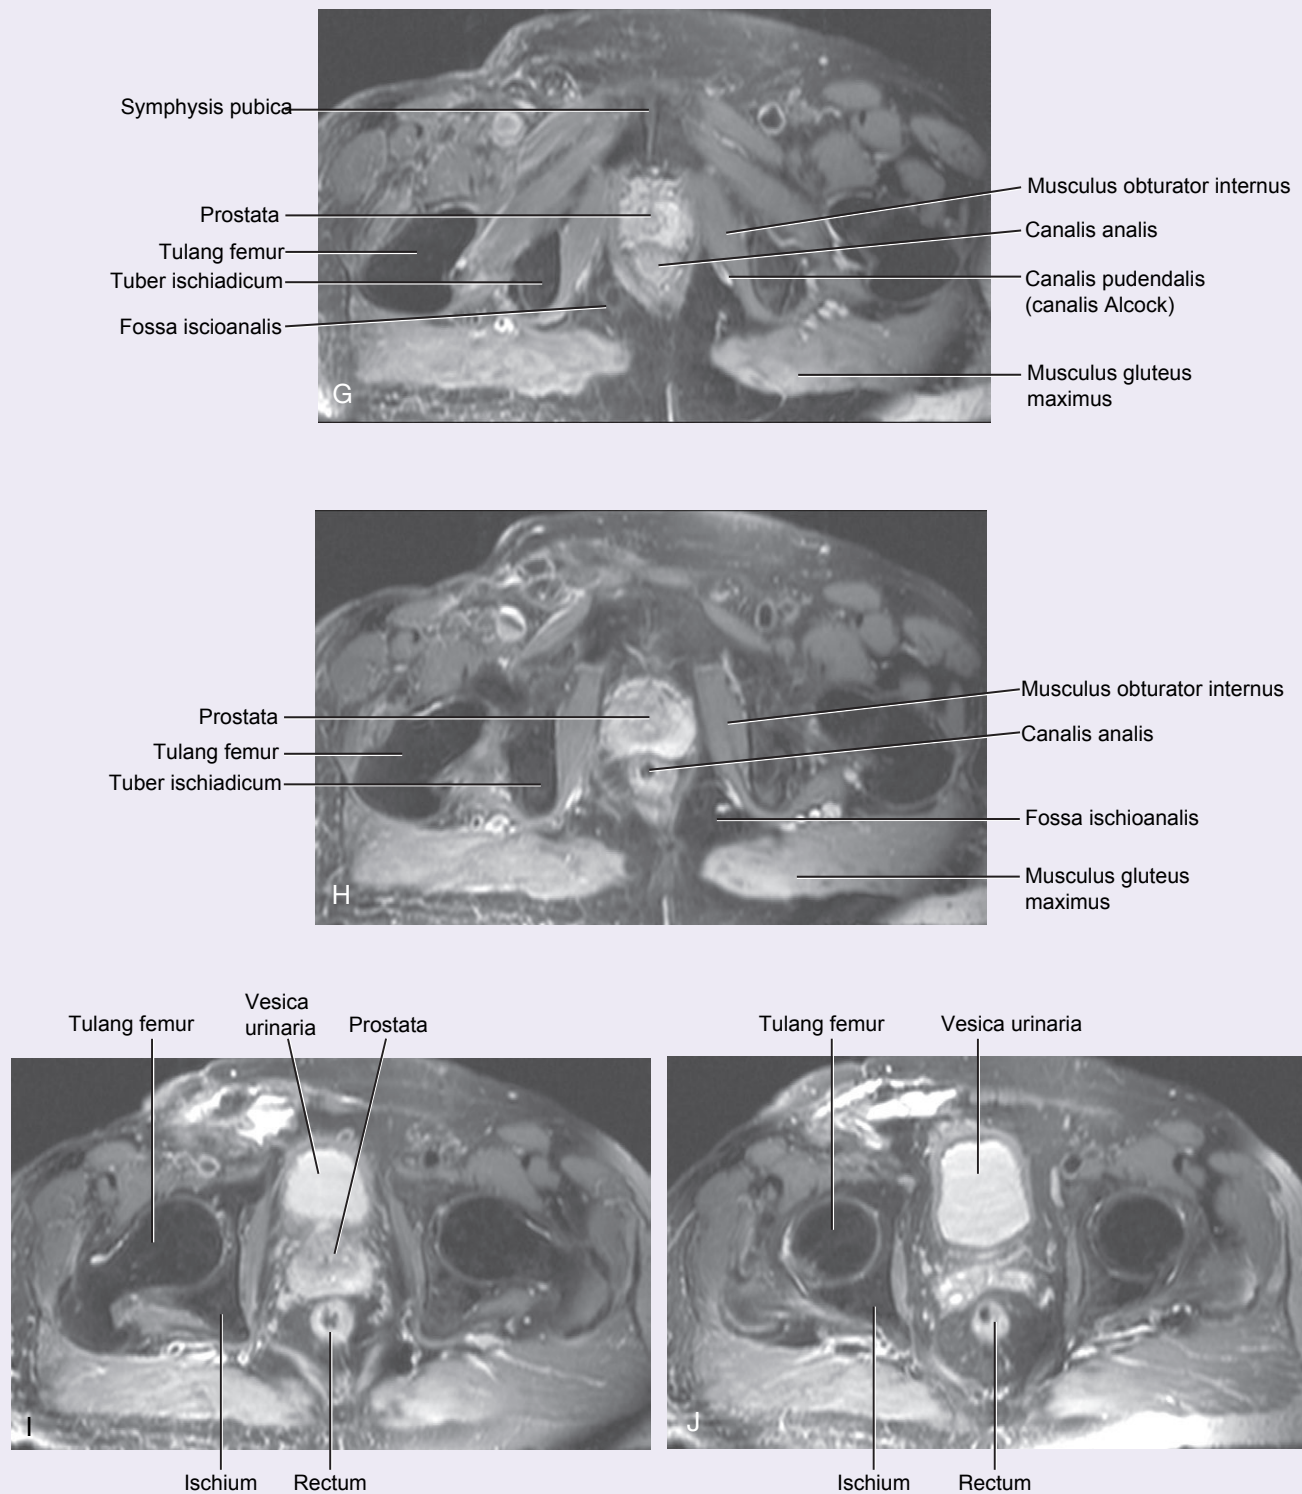 Symphysis pubica
Prostata
Tulang femur
Tuber ischiadicum
Fossa iscioanalis
Musculus obturator internus
Canalis analis
Canalis pudendalis
(canalis Alcock)
Musculus gluteus
maximus
G
Prostata
Tulang femur
Tuber ischiadicum
Musculus obturator internus
Canalis analis
Fossa ischioanalis
Musculus gluteus
maximus
H
Tulang femur
Vesica
urinaria
Prostata
I
Ischium
Rectum
Tulang femur
Vesica urinaria
J
Ischium
Rectum